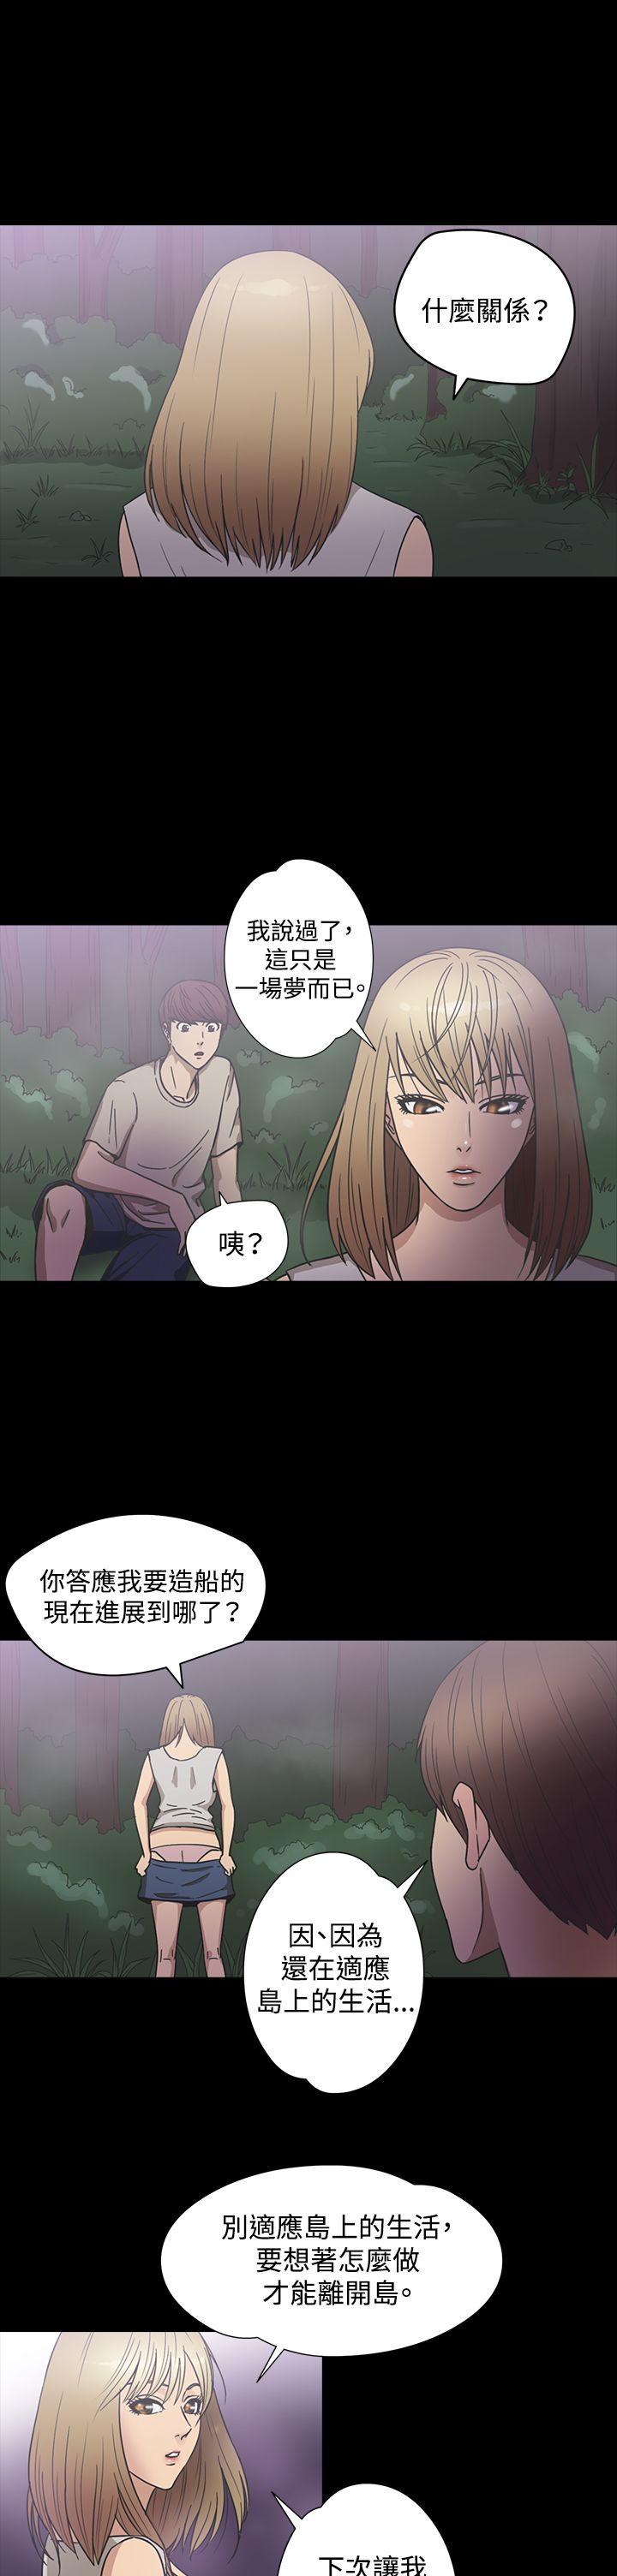 什麼關係？
我說過了，
這只是
一場夢而已。
咦？
你答應我要造船的
現在進展到哪了？
因、因為
還在適應
島上的生活...
別適應島上的生活，
要想著怎麼做
才能離開島。
下次讓我